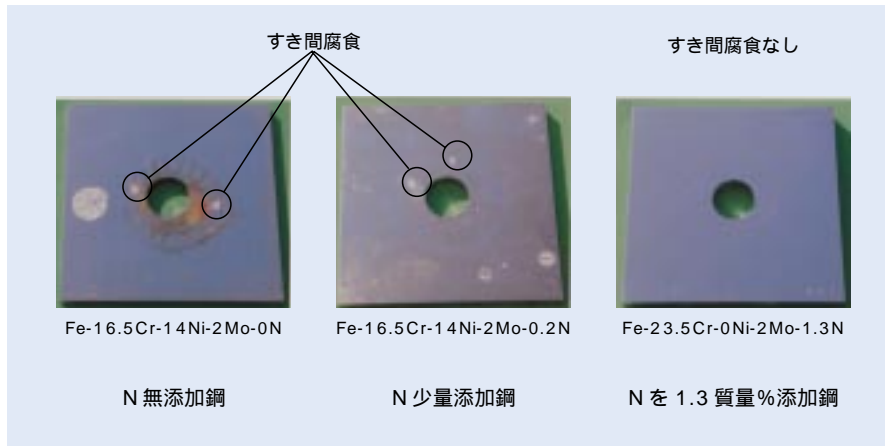 すき間腐食
すき間腐食なし
Fe-16.5Cr-14Ni-2Mo-0N
Fe-16.5Cr-14Ni-2Mo-0.2N
Fe-23.5Cr-0Ni-2Mo-1.3N
N 無添加鋼
N 少量添加鋼
N を 1.3 質量%添加鋼